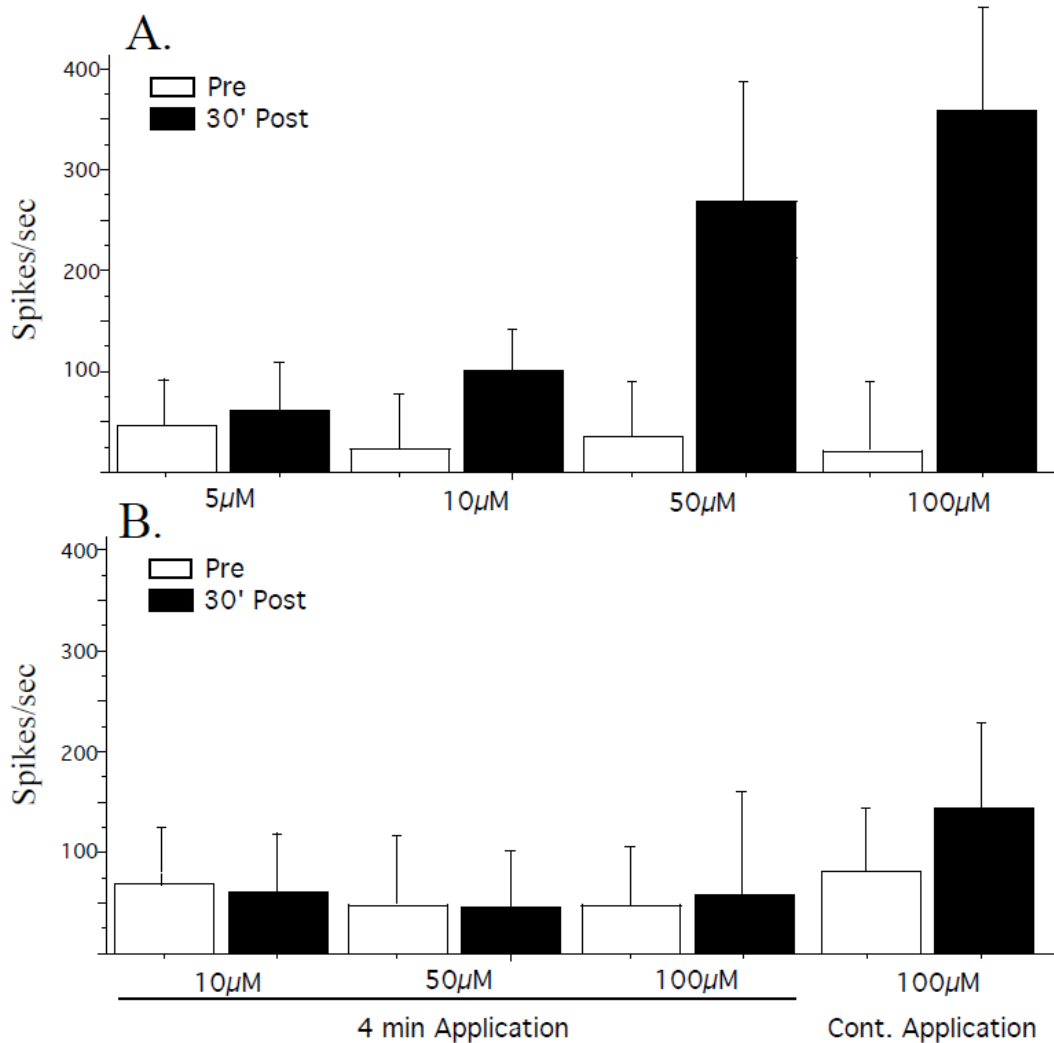 A.
Pre
30' Post
400
300
200
100
Spikes/sec
5µM 10µM 50µM 100µM
B.
Pre
30' Post
400
300
200
100
Spikes/sec
10µM 50µM 100µM 100µM
4 min Application Cont. Application